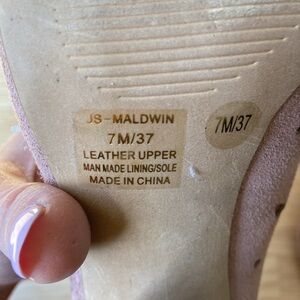 JS-MALDWIN
7M/37
LEATHER UPPER
MAN MADE LINING/SOLE
MADE IN CHINA
7M/37